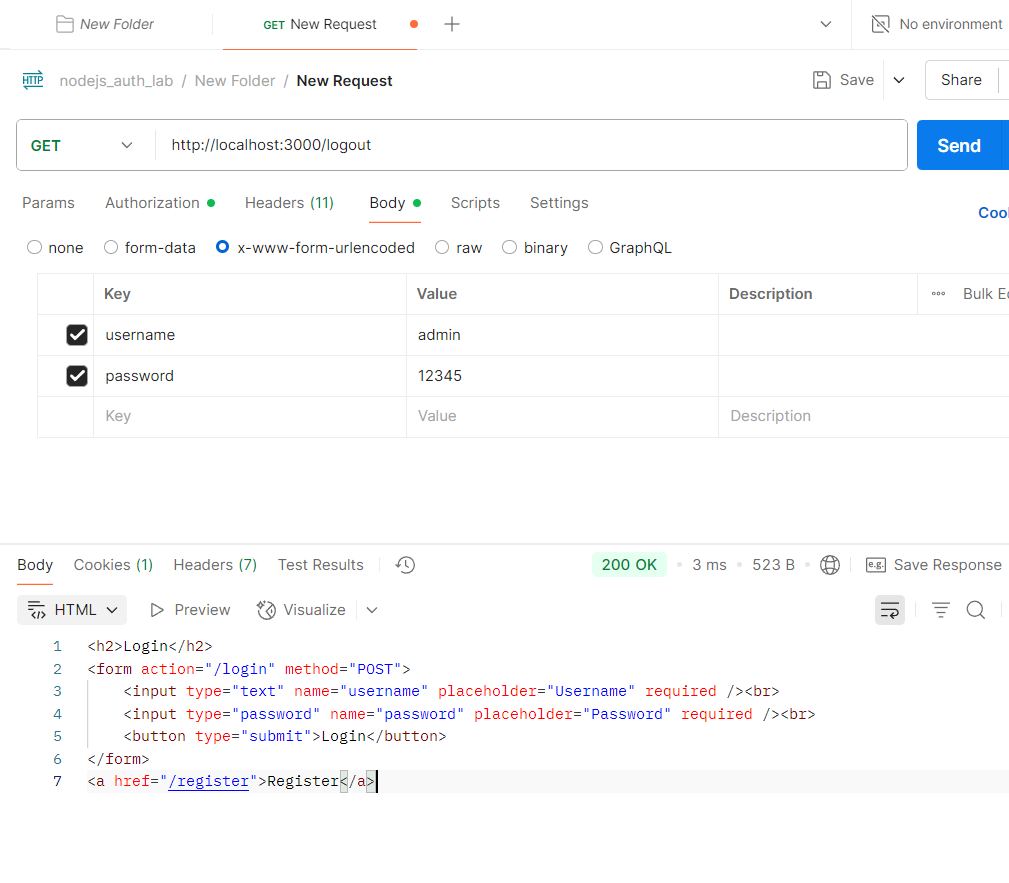 New Folder GET New Request No environment
HTTP nodejs_auth_lab / New Folder / New Request Save Share
GET http://localhost:3000/logout Send
Params Authorization Headers (11) Body Scripts Settings
Cool
none form-data x-www-form-urlencoded raw binary GraphQL
Key Value Description Bulk Ed
username admin
password 12345
Key Value Description
Body Cookies (1) Headers (7) Test Results 200 OK 3 ms 523 B e.g. Save Response
HTML Preview Visualize
1 <h2>Login</h2>
2 <form action="/login" method="POST">
3 <input type="text" name="username" placeholder="Username" required /><br>
4 <input type="password" name="password" placeholder="Password" required /><br>
5 <button type="submit">Login</button>
6 </form>
7 <a href="/register">Register</a>